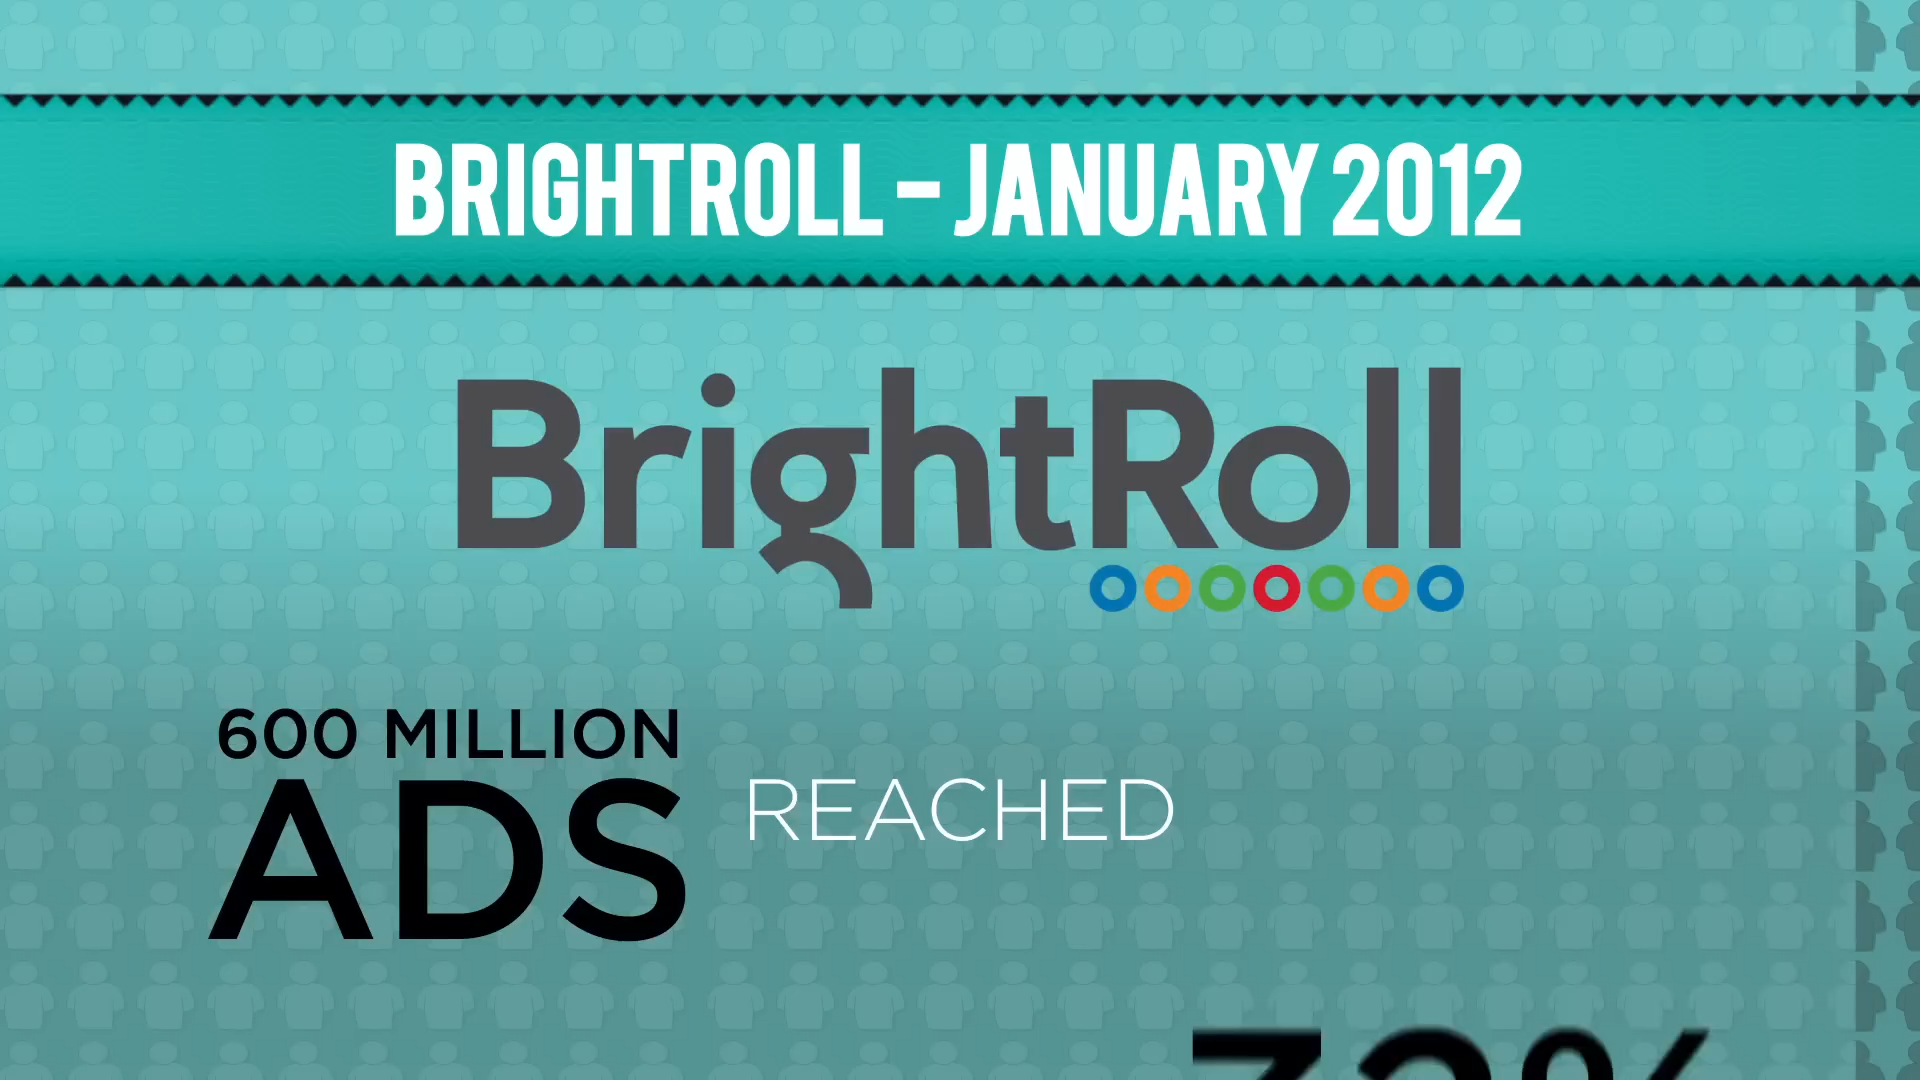 BRIGHTROLL – JANUARY 2012
BrightRoll
600 MILLION
ADS
REACHED